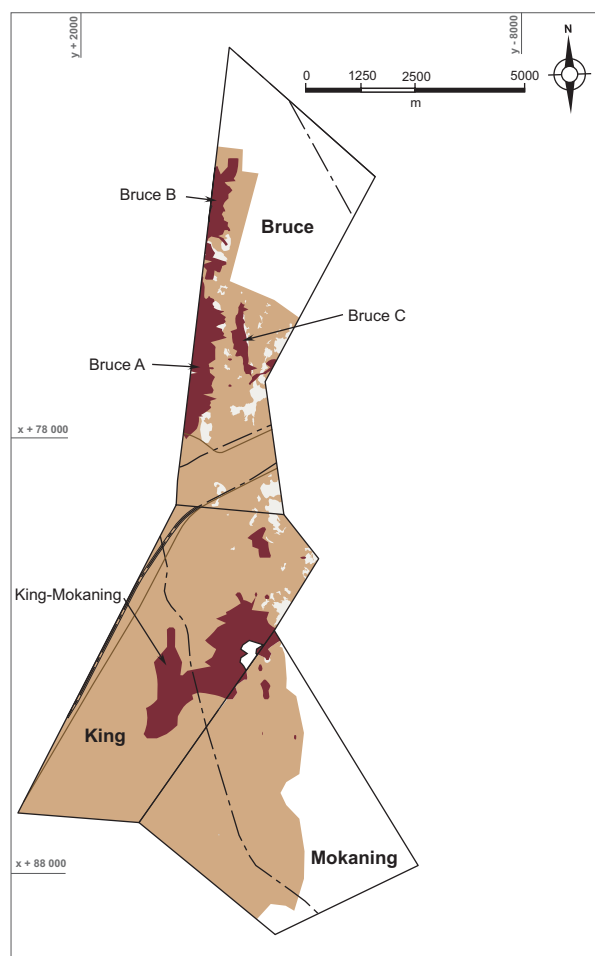 y + 2000
y - 8000
N
0 1250 2500 5000
m
Bruce B
Bruce
Bruce C
Bruce A
x + 78 000
King-Mokaning
King
Mokaning
x + 88 000